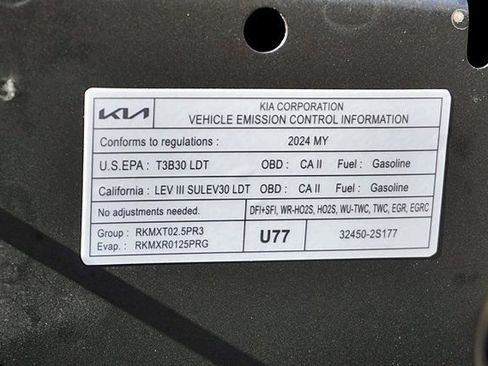 KIA
KIA CORPORATION
VEHICLE EMISSION CONTROL INFORMATION
Conforms to regulations : 2024 MY
U.S.EPA : T3B30 LDT OBD : CA II Fuel : Gasoline
California : LEV III SULEV30 LDT OBD : CA II Fuel : Gasoline
No adjustments needed. DFI+SFI, WR-HO2S, HO2S, WU-TWC, TWC, EGR, EGRC
Group : RKMXT02.5PR3
Evap. : RKMXR0125PRG
U77
32450-2S177